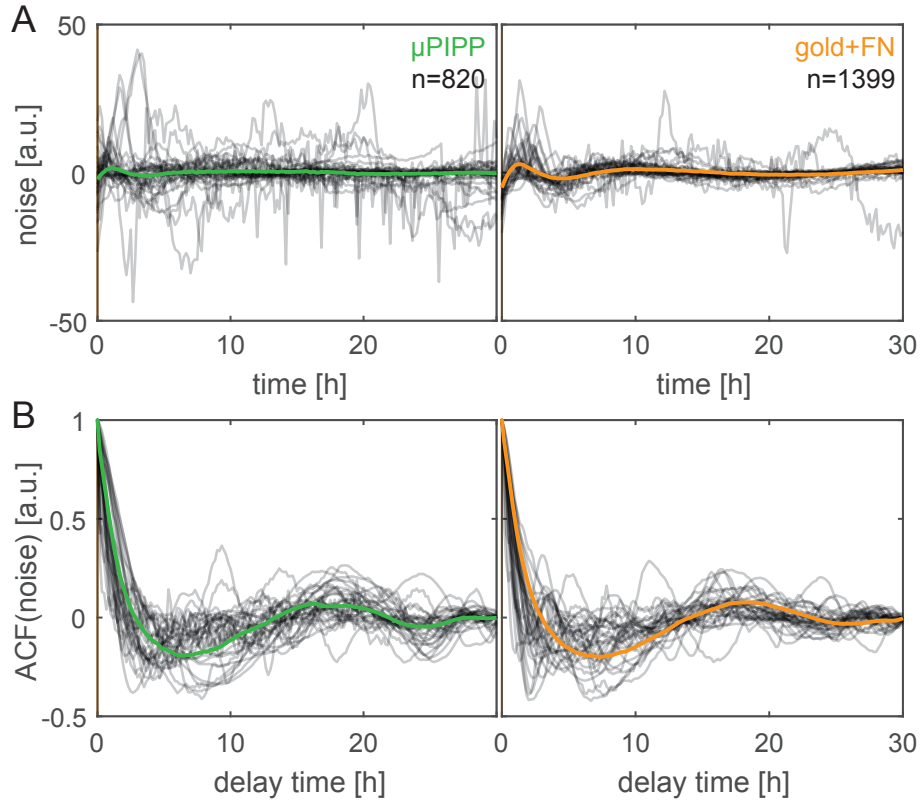 A
50
0
-50
noise [a.u.]
µPIPP
n=820
gold+FN
n=1399
0
10
20
0
10
20
30
time [h]
time [h]
B
1
0.5
0
-0.5
ACF(noise) [a.u.]
0
10
20
0
10
20
30
delay time [h]
delay time [h]